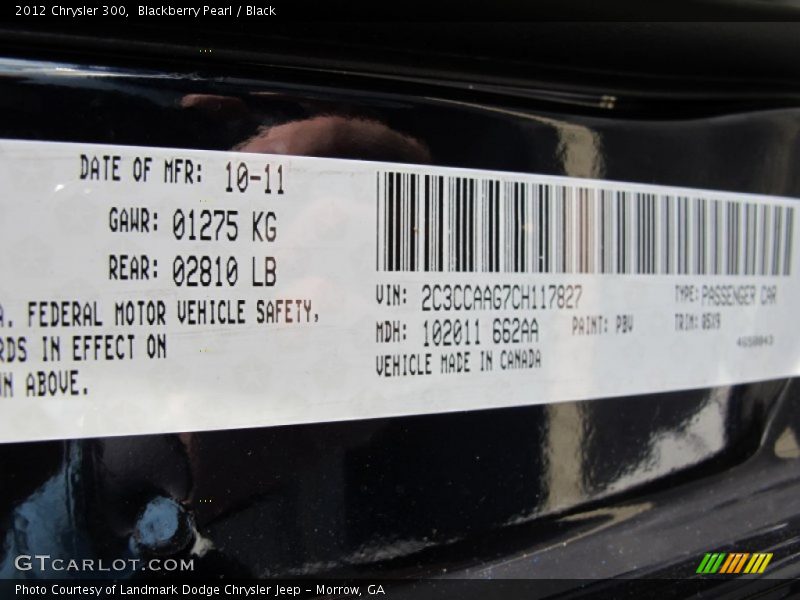 2012 Chrysler 300, Blackberry Pearl / Black
DATE OF MFR: 10-11
GAWR: 01275 KG
REAR: 02810 LB
A. FEDERAL MOTOR VEHICLE SAFETY,
RDS IN EFFECT ON
N ABOVE.
VIN: 2C3CCAAG7CH117827
TYPE: PASSENGER CAR
MDH: 102011 662AA
PAINT: PBV
TRIM: 05X9
VEHICLE MADE IN CANADA
GTCARLOT.COM
Photo Courtesy of Landmark Dodge Chrysler Jeep - Morrow, GA